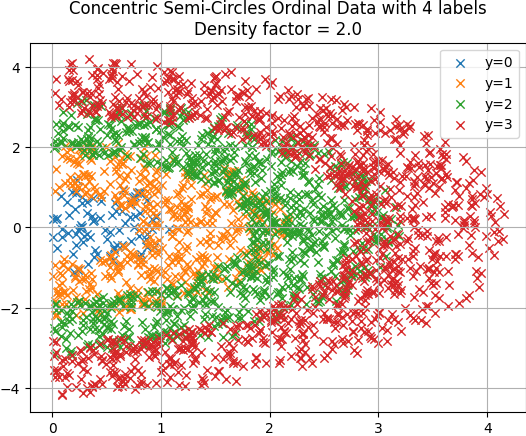 Concentric Semi-Circles Ordinal Data with 4 labels
Density factor = 2.0
y=0
y=1
y=2
y=3
4
2
0
−2
−4
0
1
2
3
4